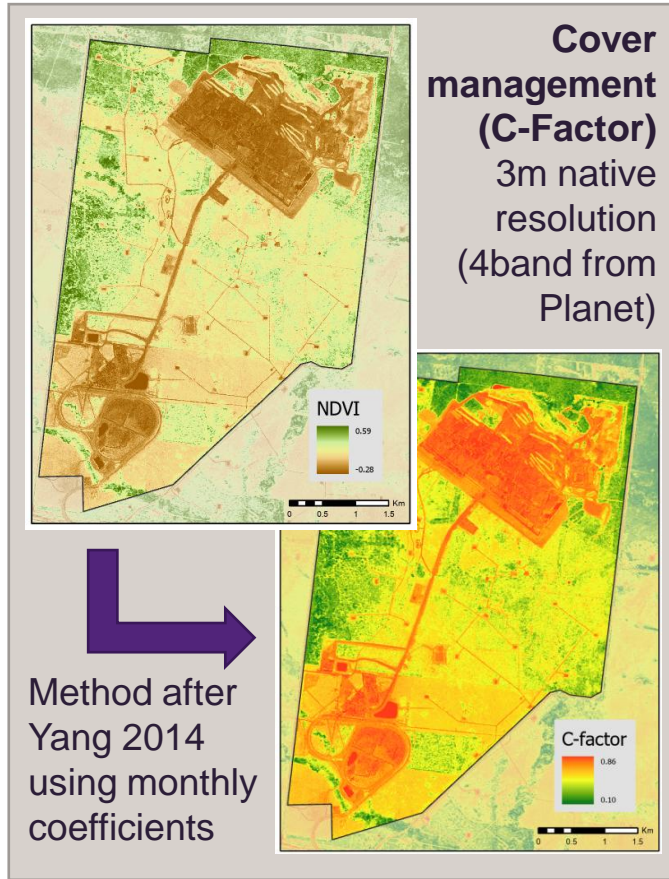 Cover
management
(C-Factor)
3m native
resolution
(4band from
Planet)
NDVI
0.59
-0.28
Km
0 0.5 1 1.5
Method after
Yang 2014
using monthly
coefficients
C-factor
0.86
0.10
Km
0 0.5 1 1.5